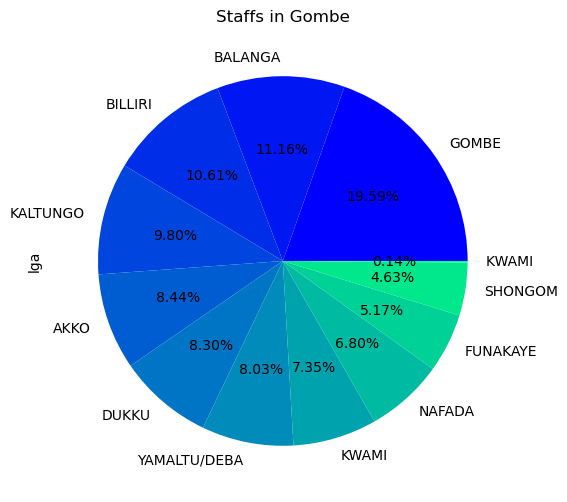 Staffs in Gombe
GOMBE
19.59%
BALANGA
11.16%
BILLIRI
10.61%
KALTUNGO
9.80%
AKKO
8.44%
DUKKU
8.30%
YAMALTU/DEBA
8.03%
KWAMI
7.35%
NAFADA
6.80%
FUNAKAYE
5.17%
SHONGOM
4.63%
KWAMI
0.14%
lga